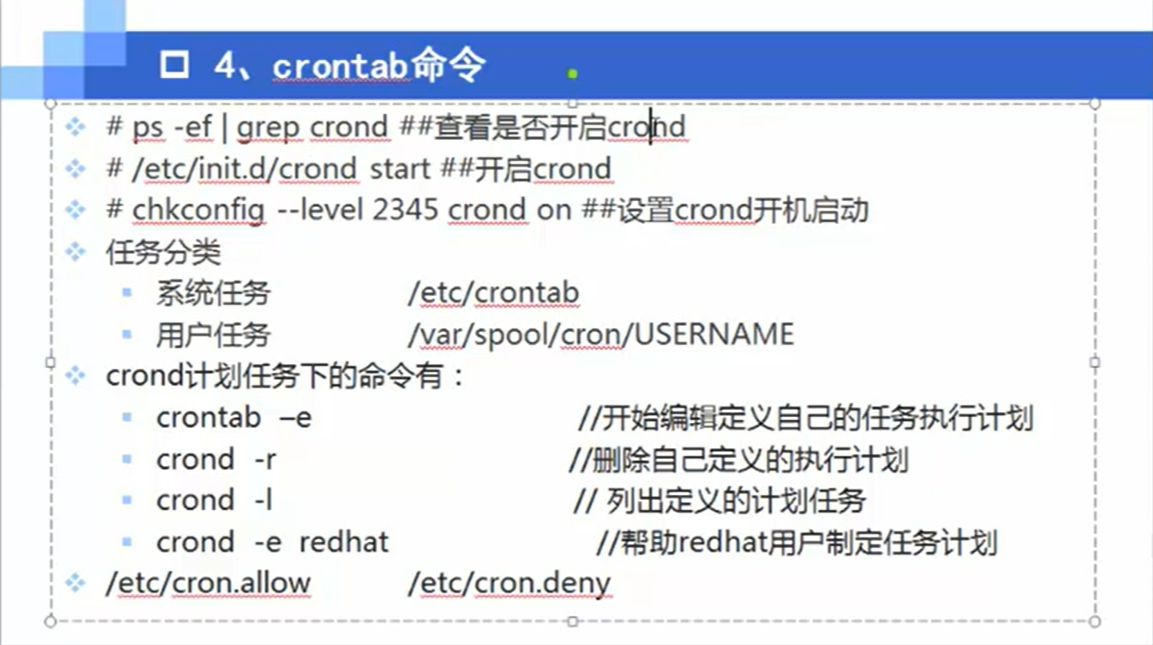 4、crontab命令
# ps -ef | grep crond ##查看是否开启crond
# /etc/init.d/crond start ##开启crond
# chkconfig --level 2345 crond on ##设置crond开机启动
任务分类
系统任务 /etc/crontab
用户任务 /var/spool/cron/USERNAME
crond计划任务下的命令有：
crontab –e //开始编辑定义自己的任务执行计划
crond -r //删除自己定义的执行计划
crond -l // 列出定义的计划任务
crond -e redhat //帮助redhat用户制定任务计划
/etc/cron.allow /etc/cron.deny